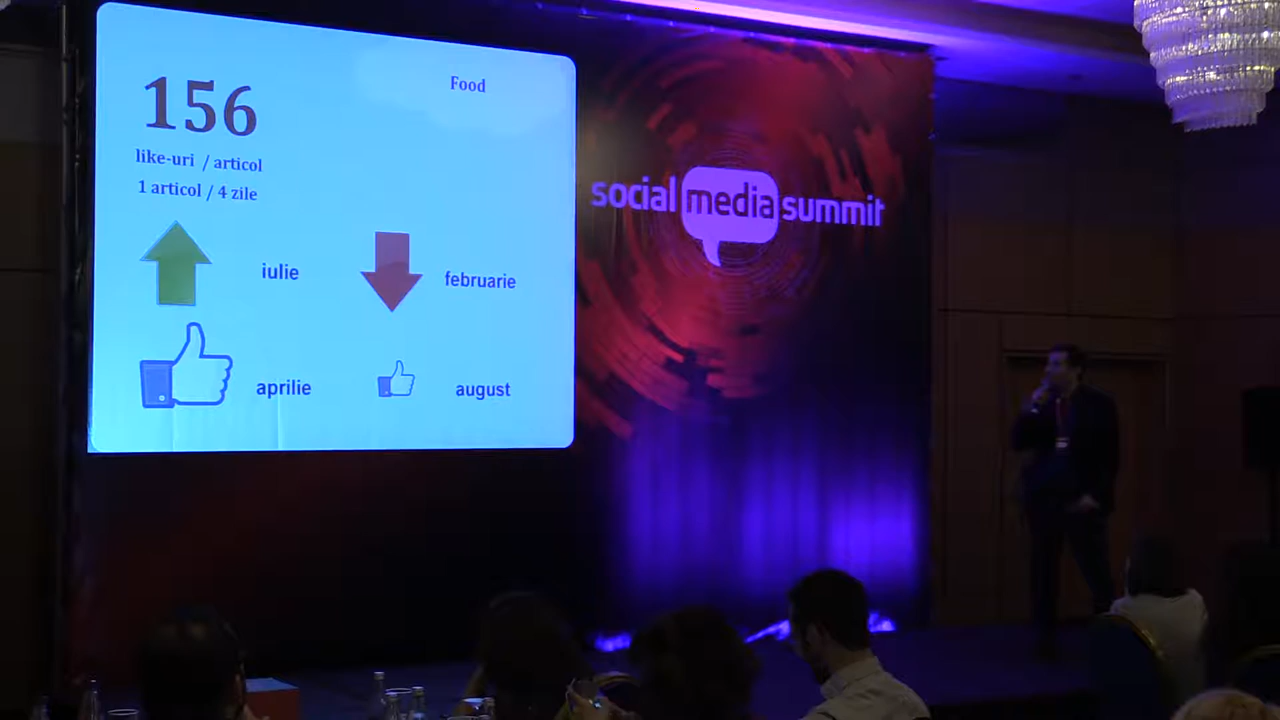 156
Food
like-uri / articol
1 articol / 4 zile
iulie
februarie
aprilie
august
social media summit